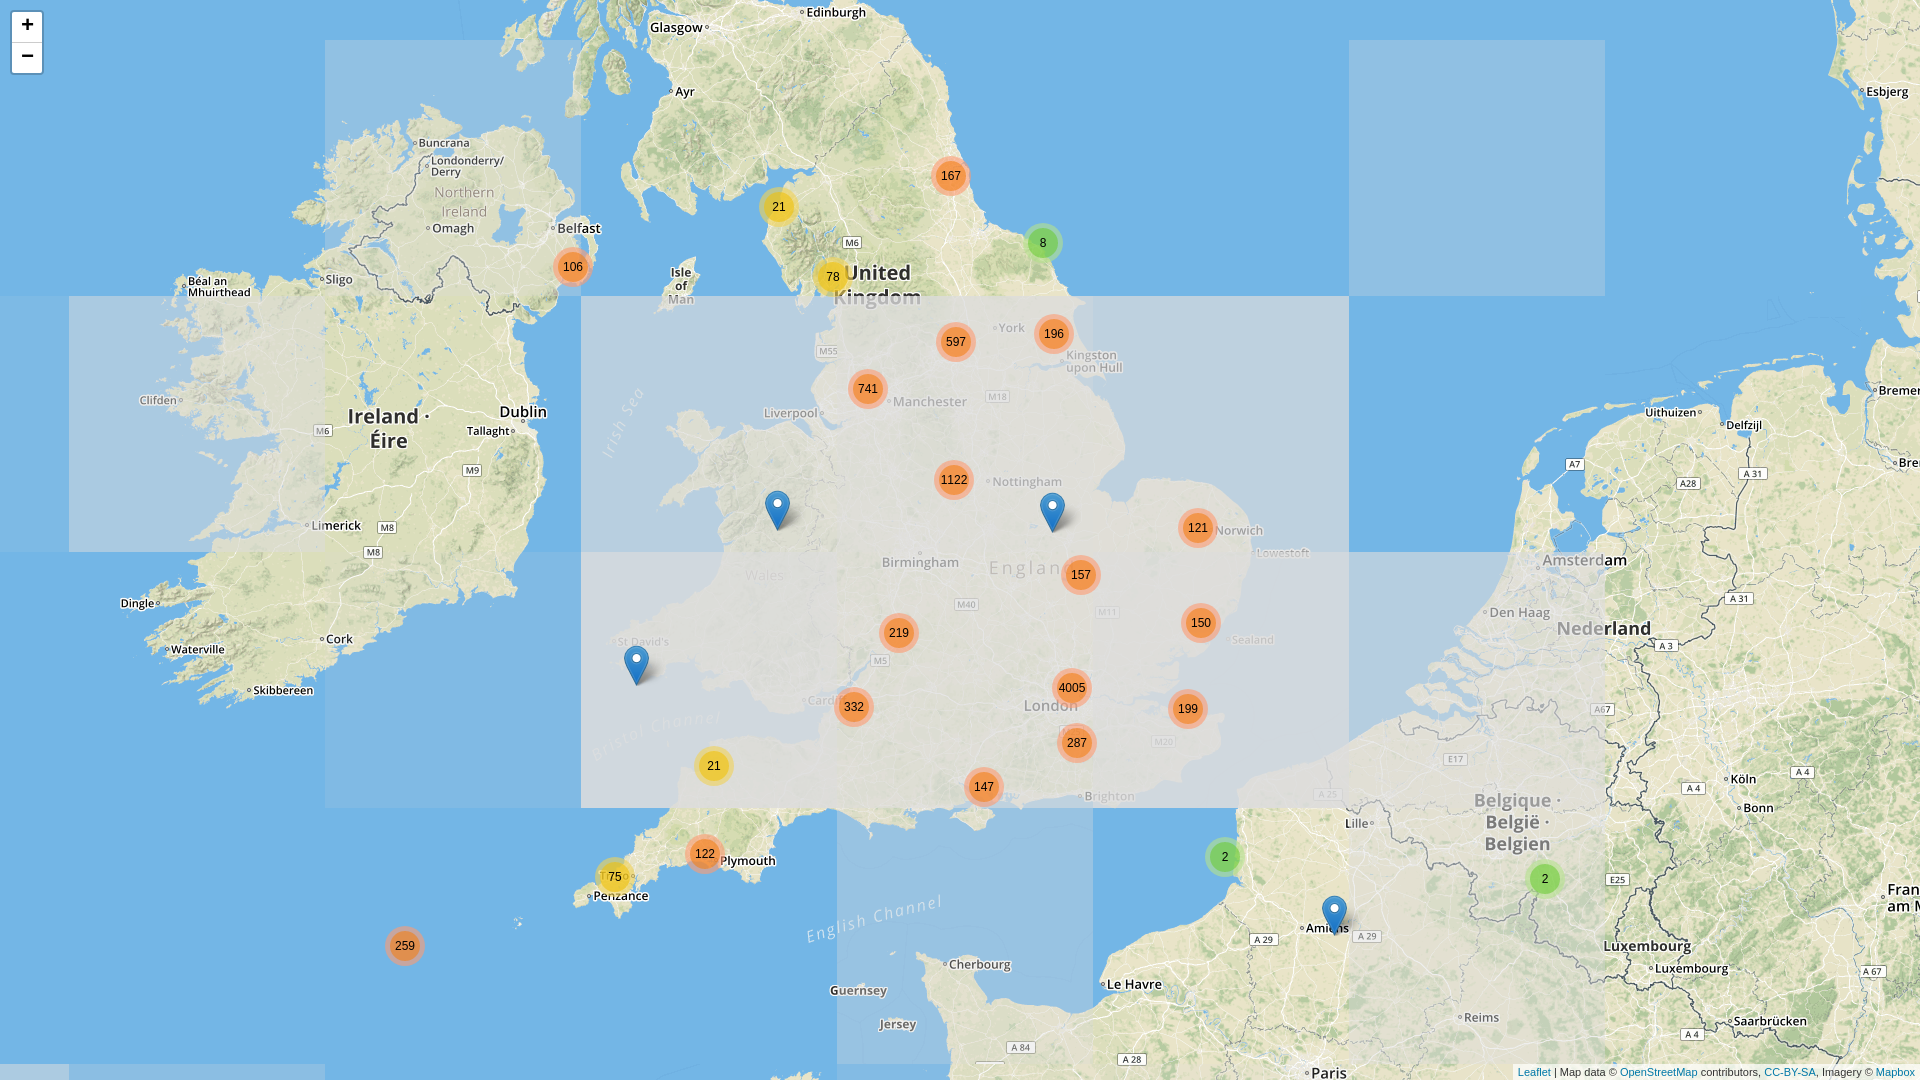 +
−
Edinburgh
Glasgow
Ayr
Esbjerg
Buncrana
Londonderry/
Derry
Northern
Ireland
Omagh
Belfast
167
21
M6
8
106
78
United
Kingdom
Isle
of
Man
Sligo
Béal an
Mhuirthead
York
196
597
M55
Kingston
upon Hull
741
Manchester
M18
Clifden
Irish Sea
Liverpool
Ireland ·
Éire
Dublin
Tallaght
M6
M9
Uithuizen
Delfzijl
Bremer
A7
A 31
A28
Bre
1122
Nottingham
Limerick
M8
M8
121
Norwich
Lowestoft
Birmingham
England
157
Wales
Amsterdam
Dingle
M40
M11
A 31
Den Haag
Nederland
A 3
150
Sealand
219
St David's
Cork
Waterville
M5
Skibbereen
4005
London
199
332
Cardiff
A67
Bristol Channel
287
M20
E17
21
147
Brighton
A 25
Köln
A 4
A 4
Bonn
Belgique ·
België ·
Belgien
Lille
122
Plymouth
75
Penzance
2
2
E25
Fran
am M
English Channel
259
Amiens
A 29
A 29
Luxembourg
Luxembourg
A 67
Cherbourg
Le Havre
Guernsey
Jersey
Reims
Saarbrücken
A 4
A 84
A 28
Paris
Leaflet | Map data © OpenStreetMap contributors, CC-BY-SA, Imagery © Mapbox